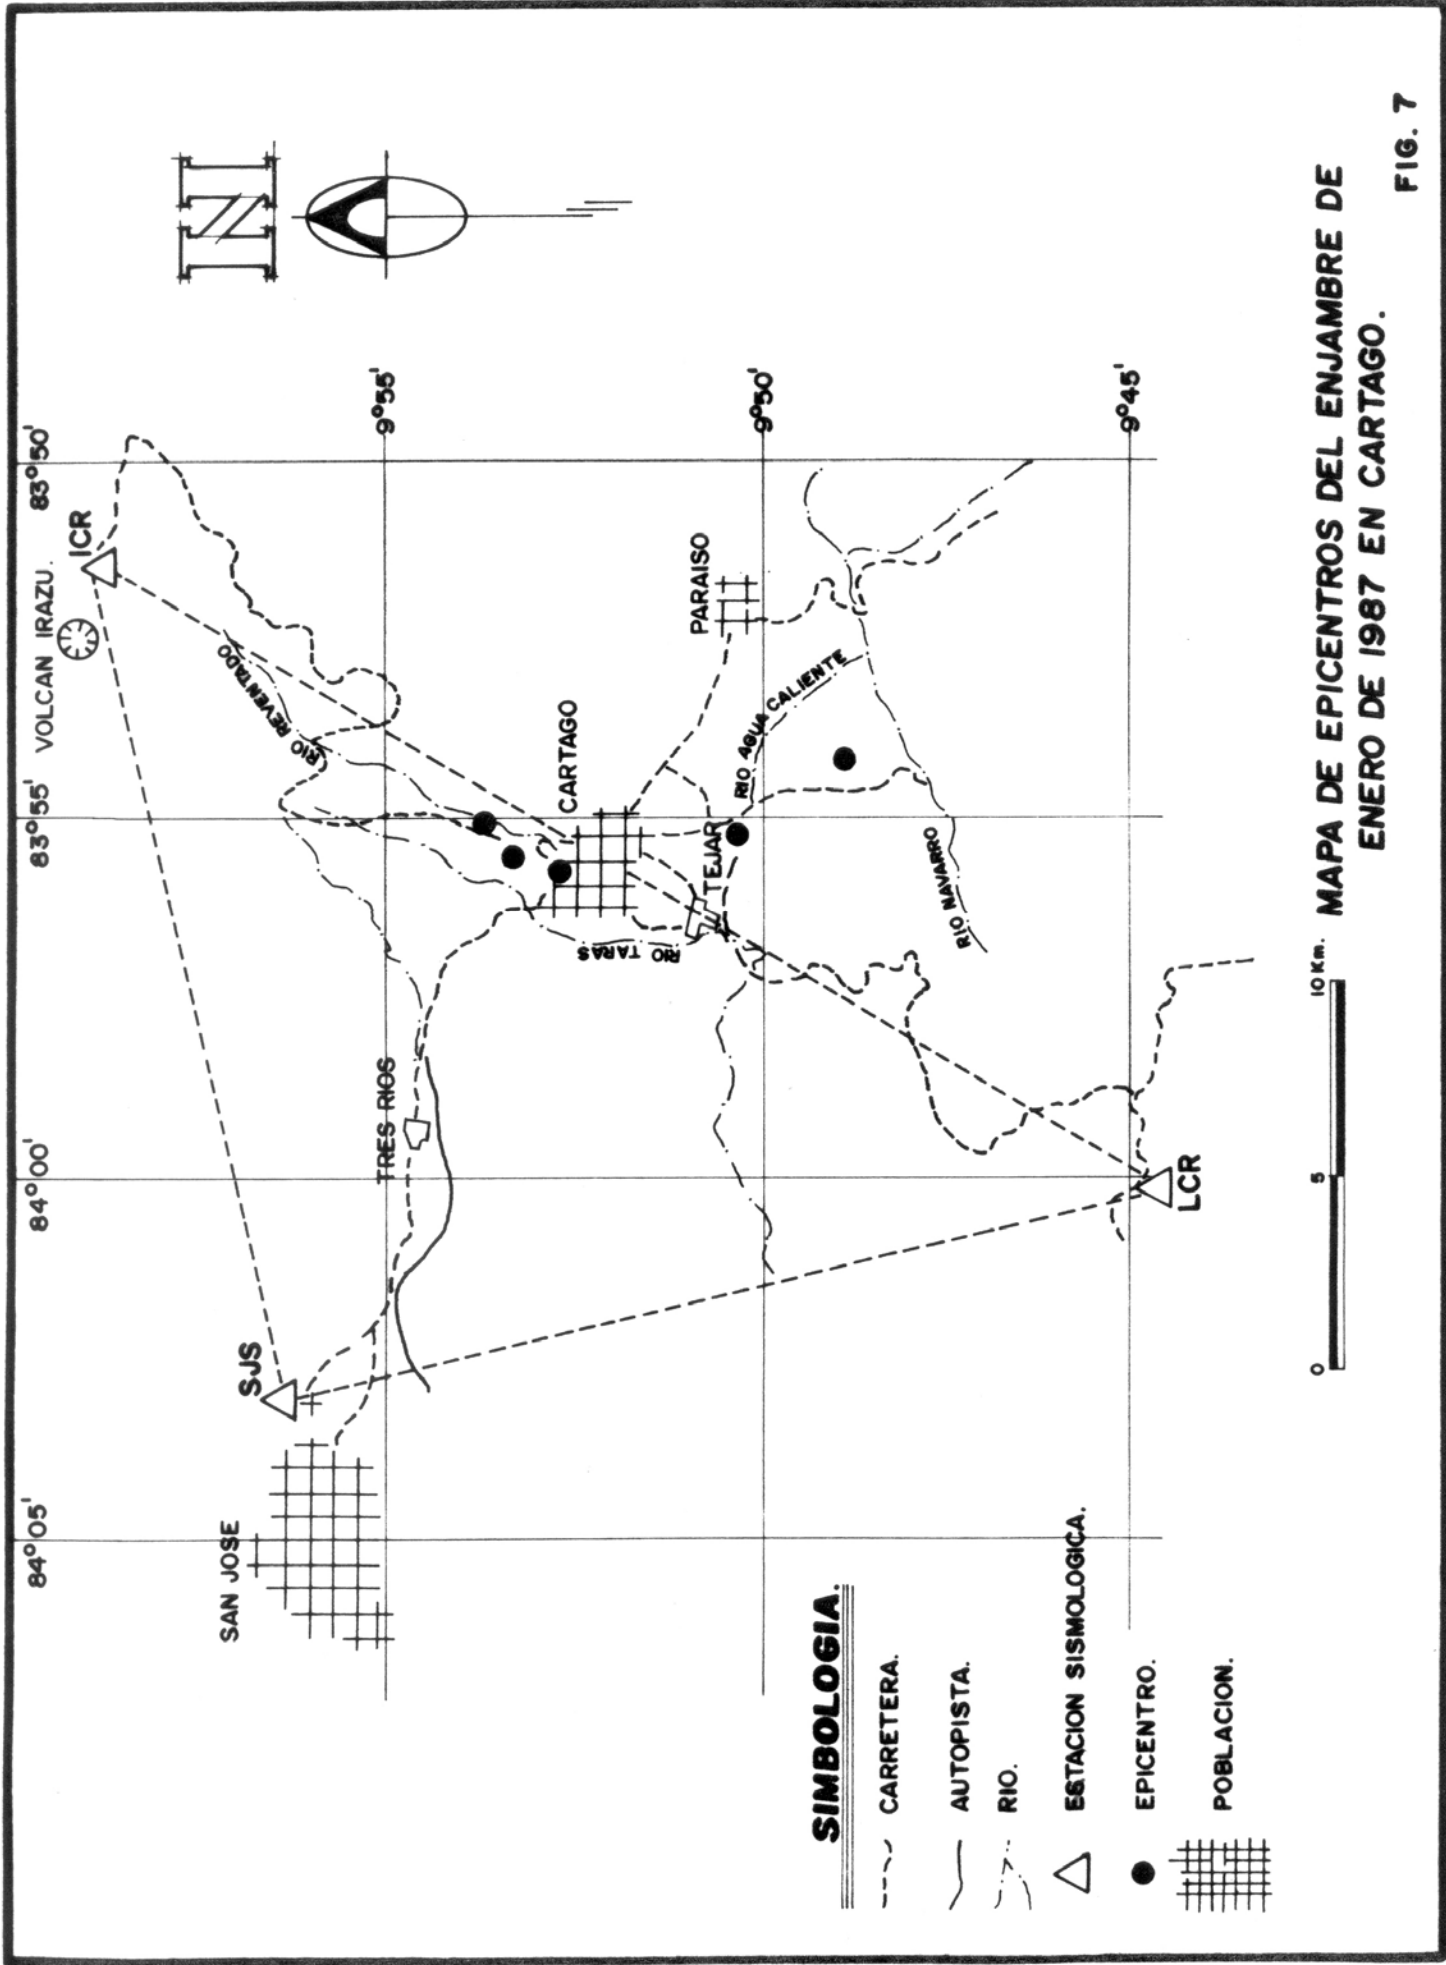 84°05'
84°00'
83°55'
83°50'
VOLCAN IRAZU.
ICR
SJS
SAN JOSE
N
RIO REVENTADO
9°55'
TRES RIOS
CARTAGO
RIO TARAS
TEJAR
PARAISO
9°50'
RIO AGUA CALIENTE
RIO NAVARRO
9°45'
LCR
SIMBOLOGIA.
CARRETERA.
AUTOPISTA.
RIO.
ESTACION SISMOLOGICA.
EPICENTRO.
POBLACION.
0 5 10 Km.
MAPA DE EPICENTROS DEL ENJAMBRE DE
ENERO DE 1987 EN CARTAGO.
FIG. 7